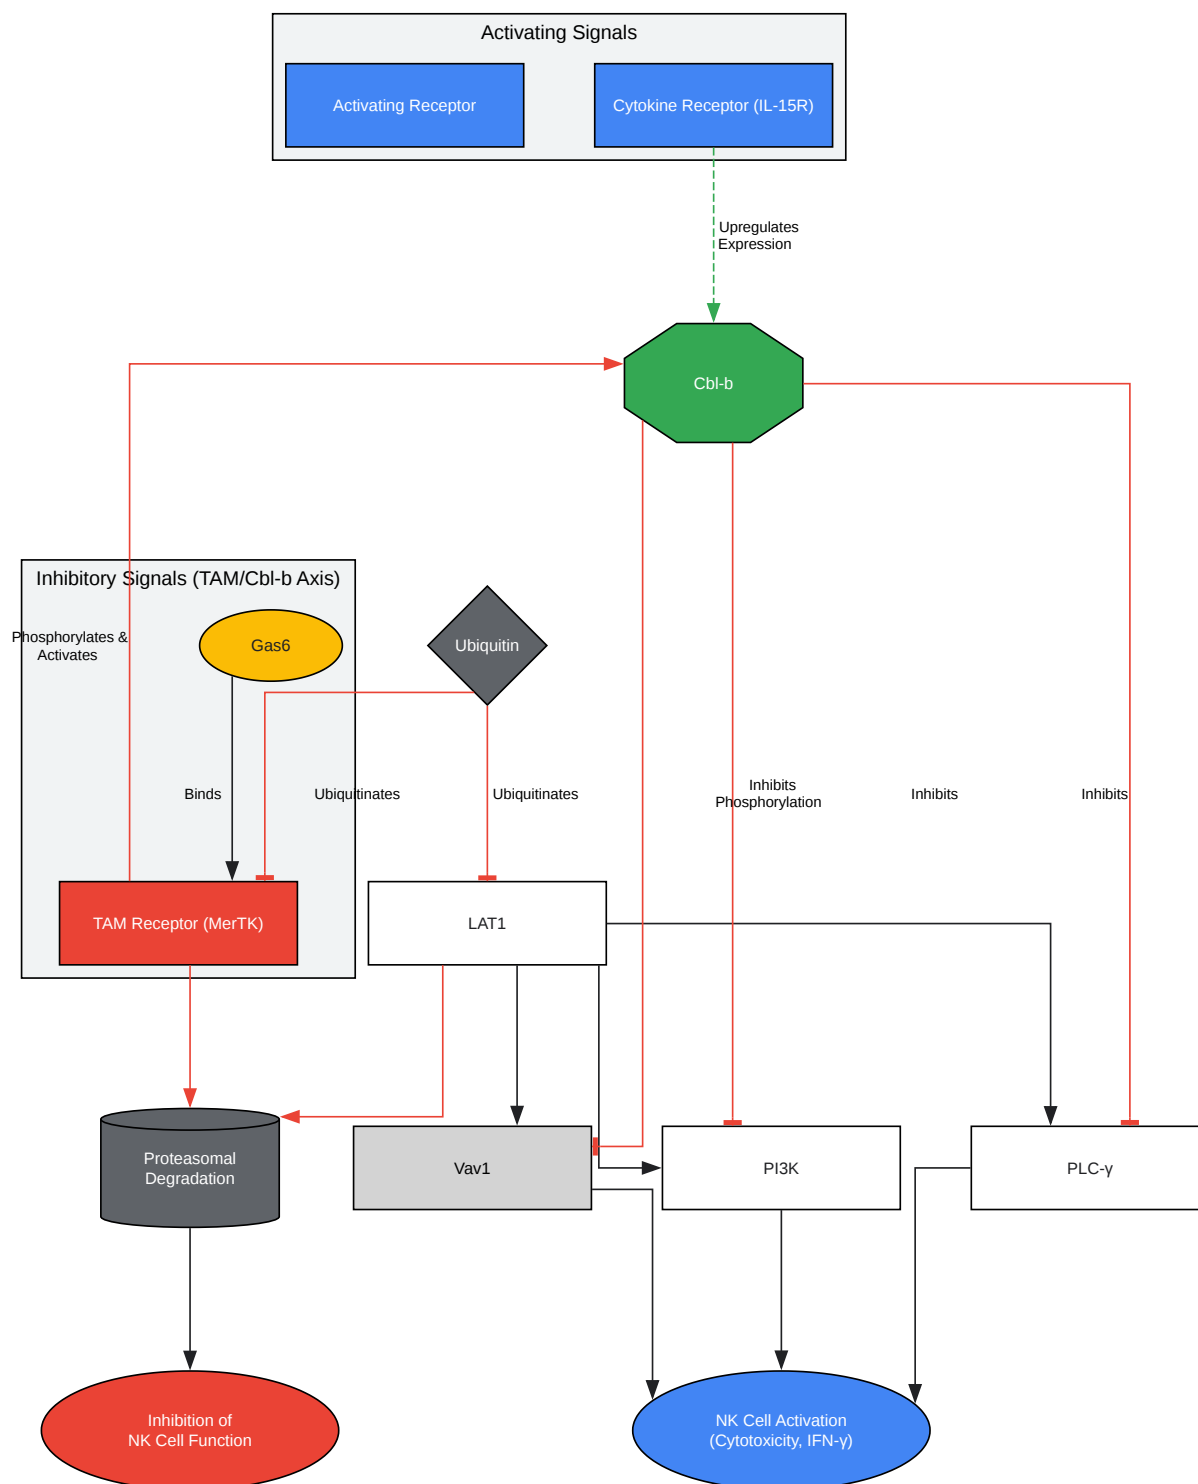 Activating Signals
Activating Receptor
Cytokine Receptor (IL-15R)
Upregulates
Expression
Cbl-b
Inhibitory Signals (TAM/Cbl-b Axis)
Phosphorylates &
Activates
Gas6
Ubiquitin
Binds
Ubiquitinates
Ubiquitinates
Inhibits
Phosphorylation
Inhibits
Inhibits
TAM Receptor (MerTK)
LAT1
Proteasomal
Degradation
Vav1
PI3K
PLC-γ
Inhibition of
NK Cell Function
NK Cell Activation
(Cytotoxicity, IFN-γ)